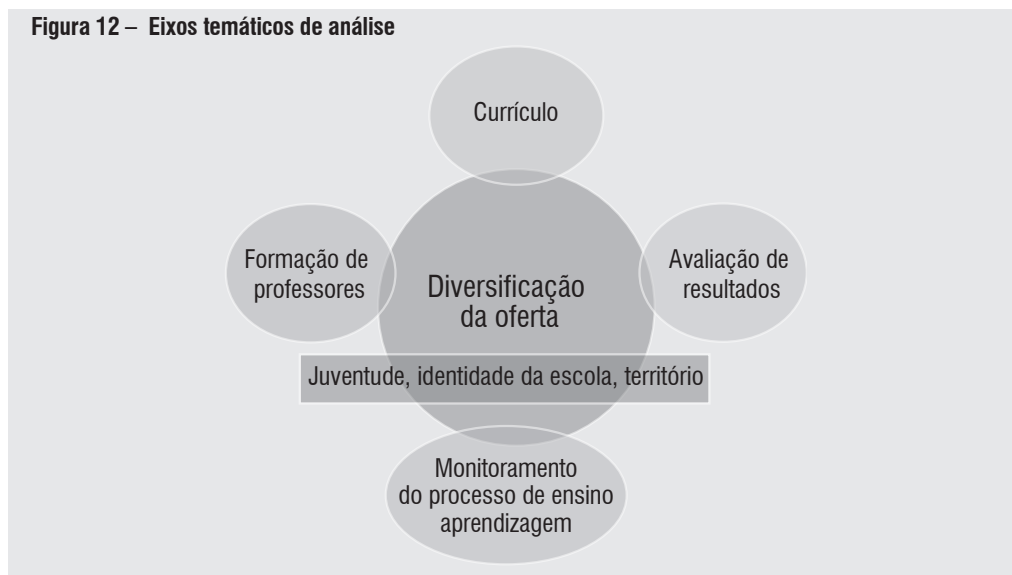 Figura 12 – Eixos temáticos de análise
Currículo
Formação de
professores
Diversificação
da oferta
Avaliação de
resultados
Juventude, identidade da escola, território
Monitoramento
do processo de ensino
aprendizagem